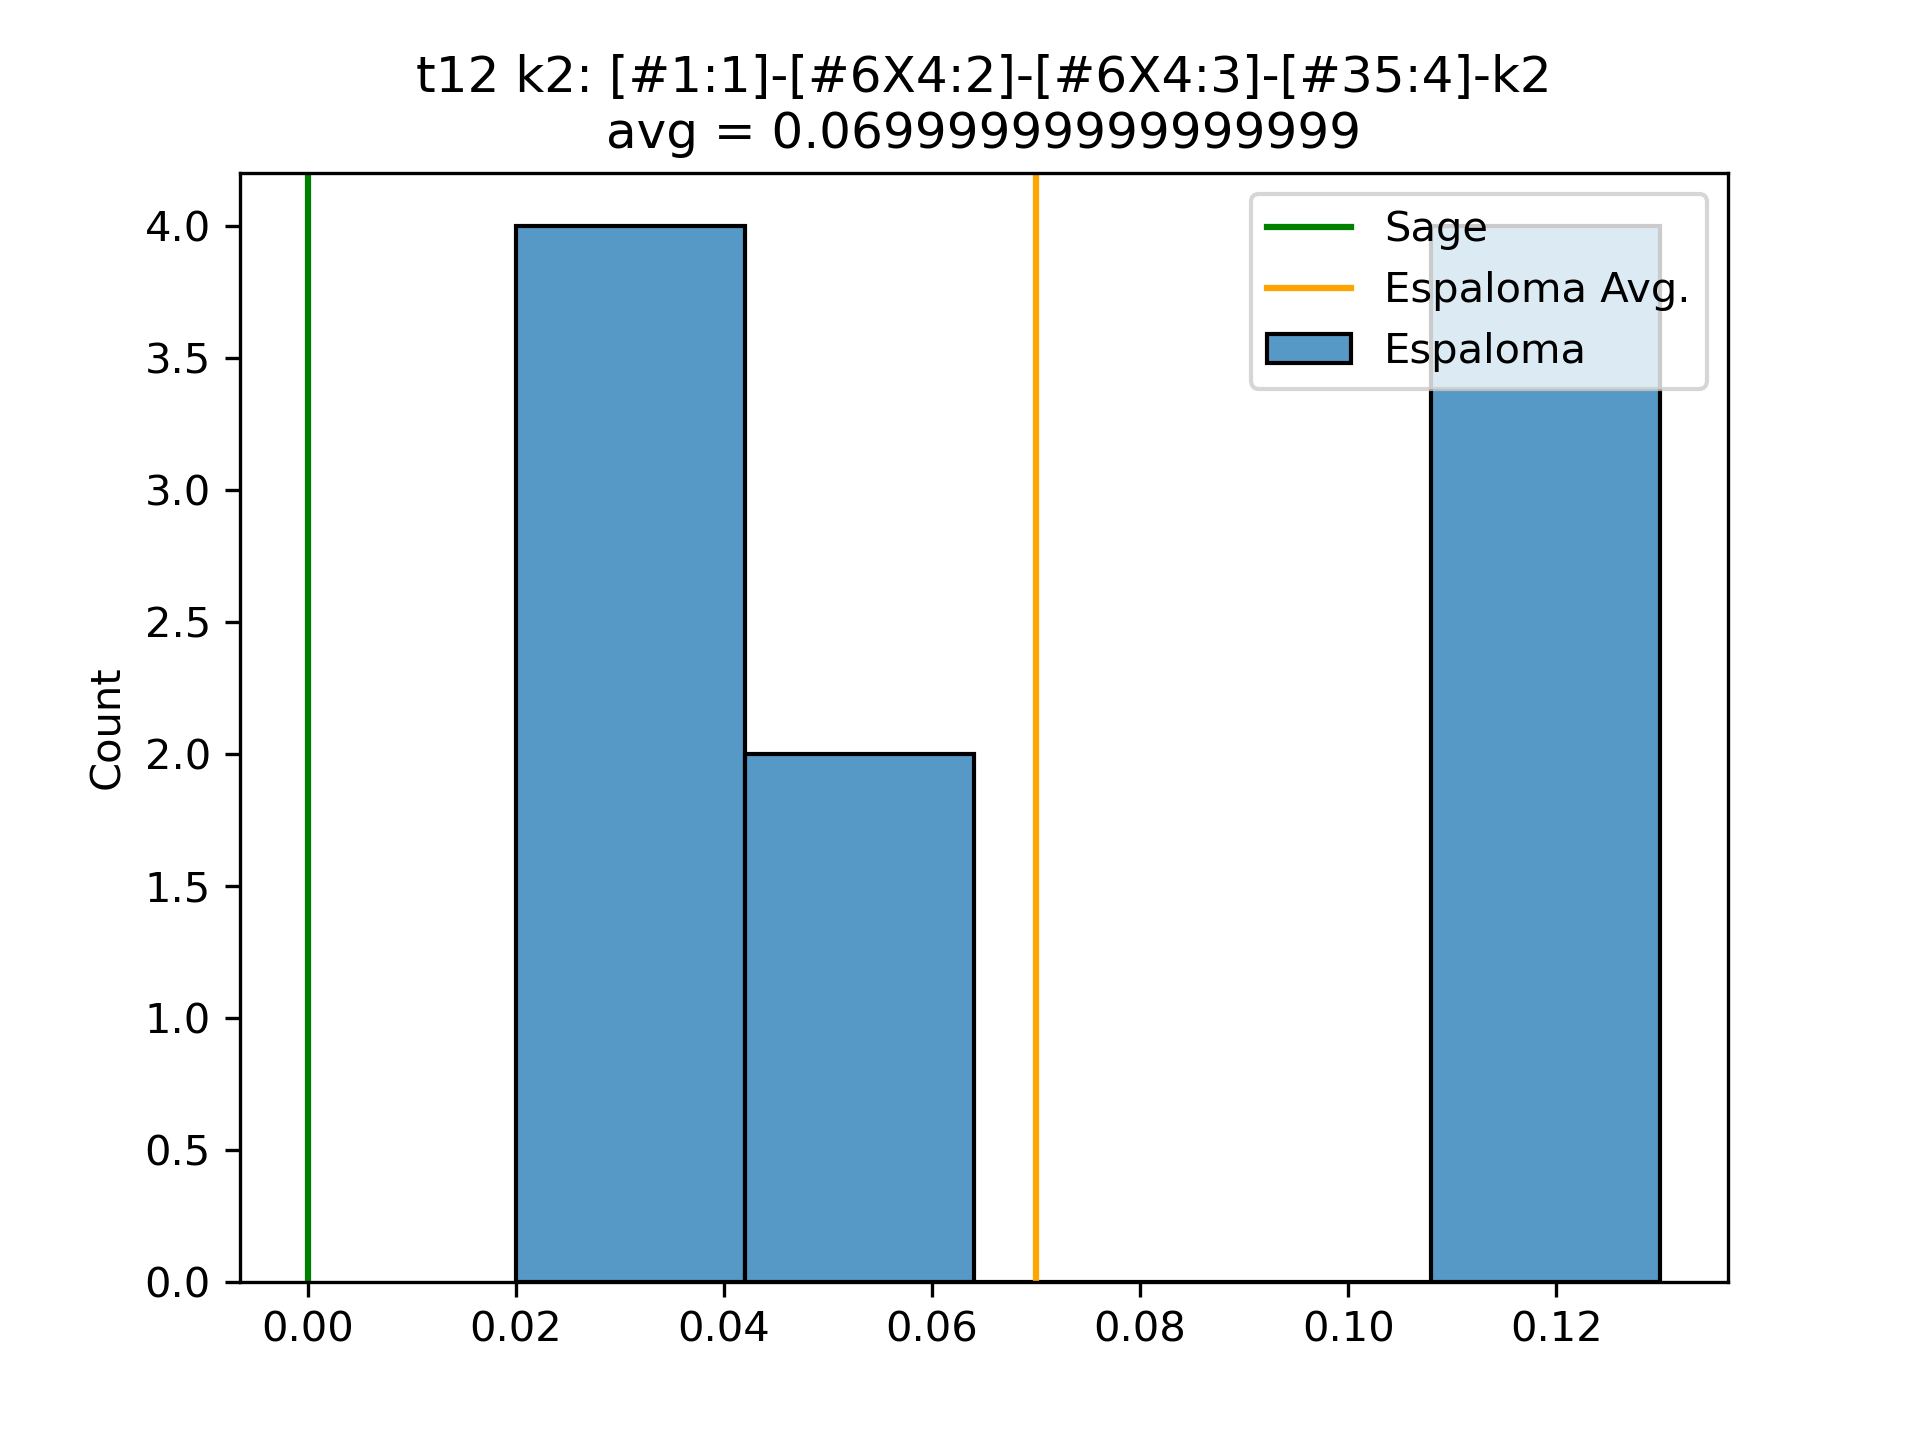 t12 k2: [#1:1]-[#6X4:2]-[#6X4:3]-[#35:4]-k2
avg = 0.06999999999999999
Sage
Espaloma Avg.
Espaloma
Count
4.0
3.5
3.0
2.5
2.0
1.5
1.0
0.5
0.0
0.00 0.02 0.04 0.06 0.08 0.10 0.12